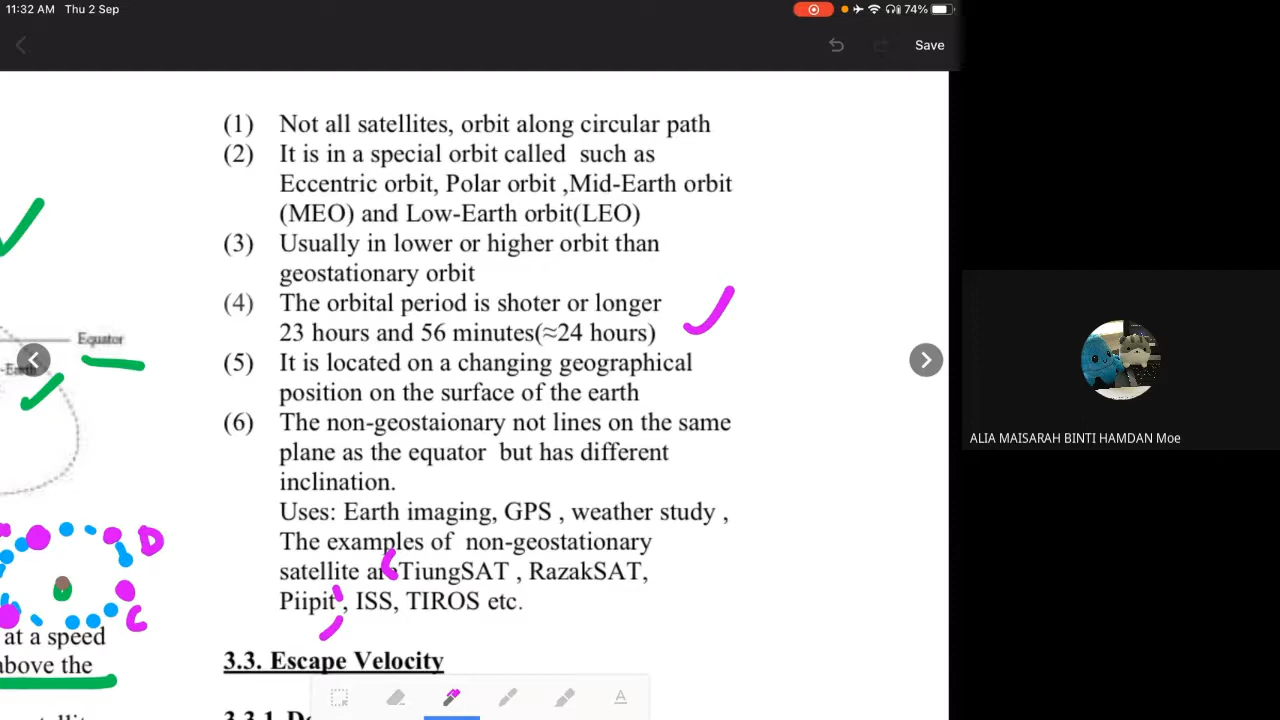 11:32 AM Thu 2 Sep
74%
Save
(1) Not all satellites, orbit along circular path
(2) It is in a special orbit called such as
Eccentric orbit, Polar orbit ,Mid-Earth orbit
(MEO) and Low-Earth orbit(LEO)
(3) Usually in lower or higher orbit than
geostationary orbit
(4) The orbital period is shoter or longer
23 hours and 56 minutes(≈24 hours)
(5) It is located on a changing geographical
position on the surface of the earth
(6) The non-geostaionary not lines on the same
plane as the equator but has different
inclination.
Uses: Earth imaging, GPS , weather study ,
The examples of non-geostationary
satellite are TiungSAT , RazakSAT,
Piipit , ISS, TIROS etc.
3.3. Escape Velocity
3.3.1
Equator
-Earth
D
C
at a speed
above the
A
ALIA MAISARAH BINTI HAMDAN Moe